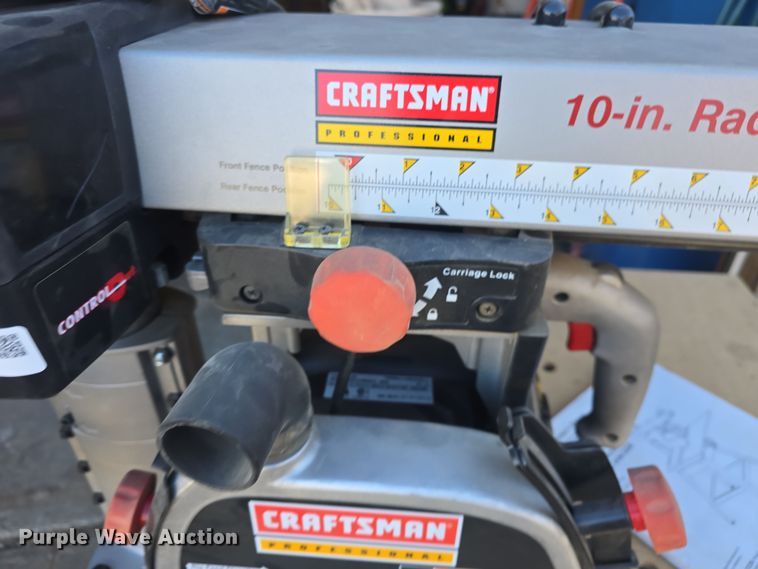 CRAFTSMAN
PROFESSIONAL
10-in. Rad
Front Fence Po
Rear Fence Po
Carriage Lock
CONTROL
CRAFTSMAN
PROFESSIONAL
Purple Wave Auction